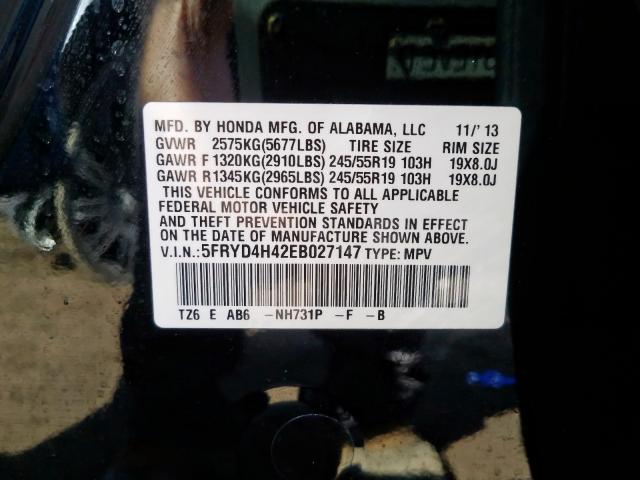 MFD. BY HONDA MFG. OF ALABAMA, LLC 11/'13
GVWR 2575KG(5677LBS) TIRE SIZE RIM SIZE
GAWR F 1320KG(2910LBS) 245/55R19 103H 19X8.0J
GAWR R 1345KG(2965LBS) 245/55R19 103H 19X8.0J
THIS VEHICLE CONFORMS TO ALL APPLICABLE
FEDERAL MOTOR VEHICLE SAFETY
AND THEFT PREVENTION STANDARDS IN EFFECT
ON THE DATE OF MANUFACTURE SHOWN ABOVE.
V.I.N.: 5FRYD4H42EB027147 TYPE: MPV
TZ6 E AB6 -NH731P -F -B